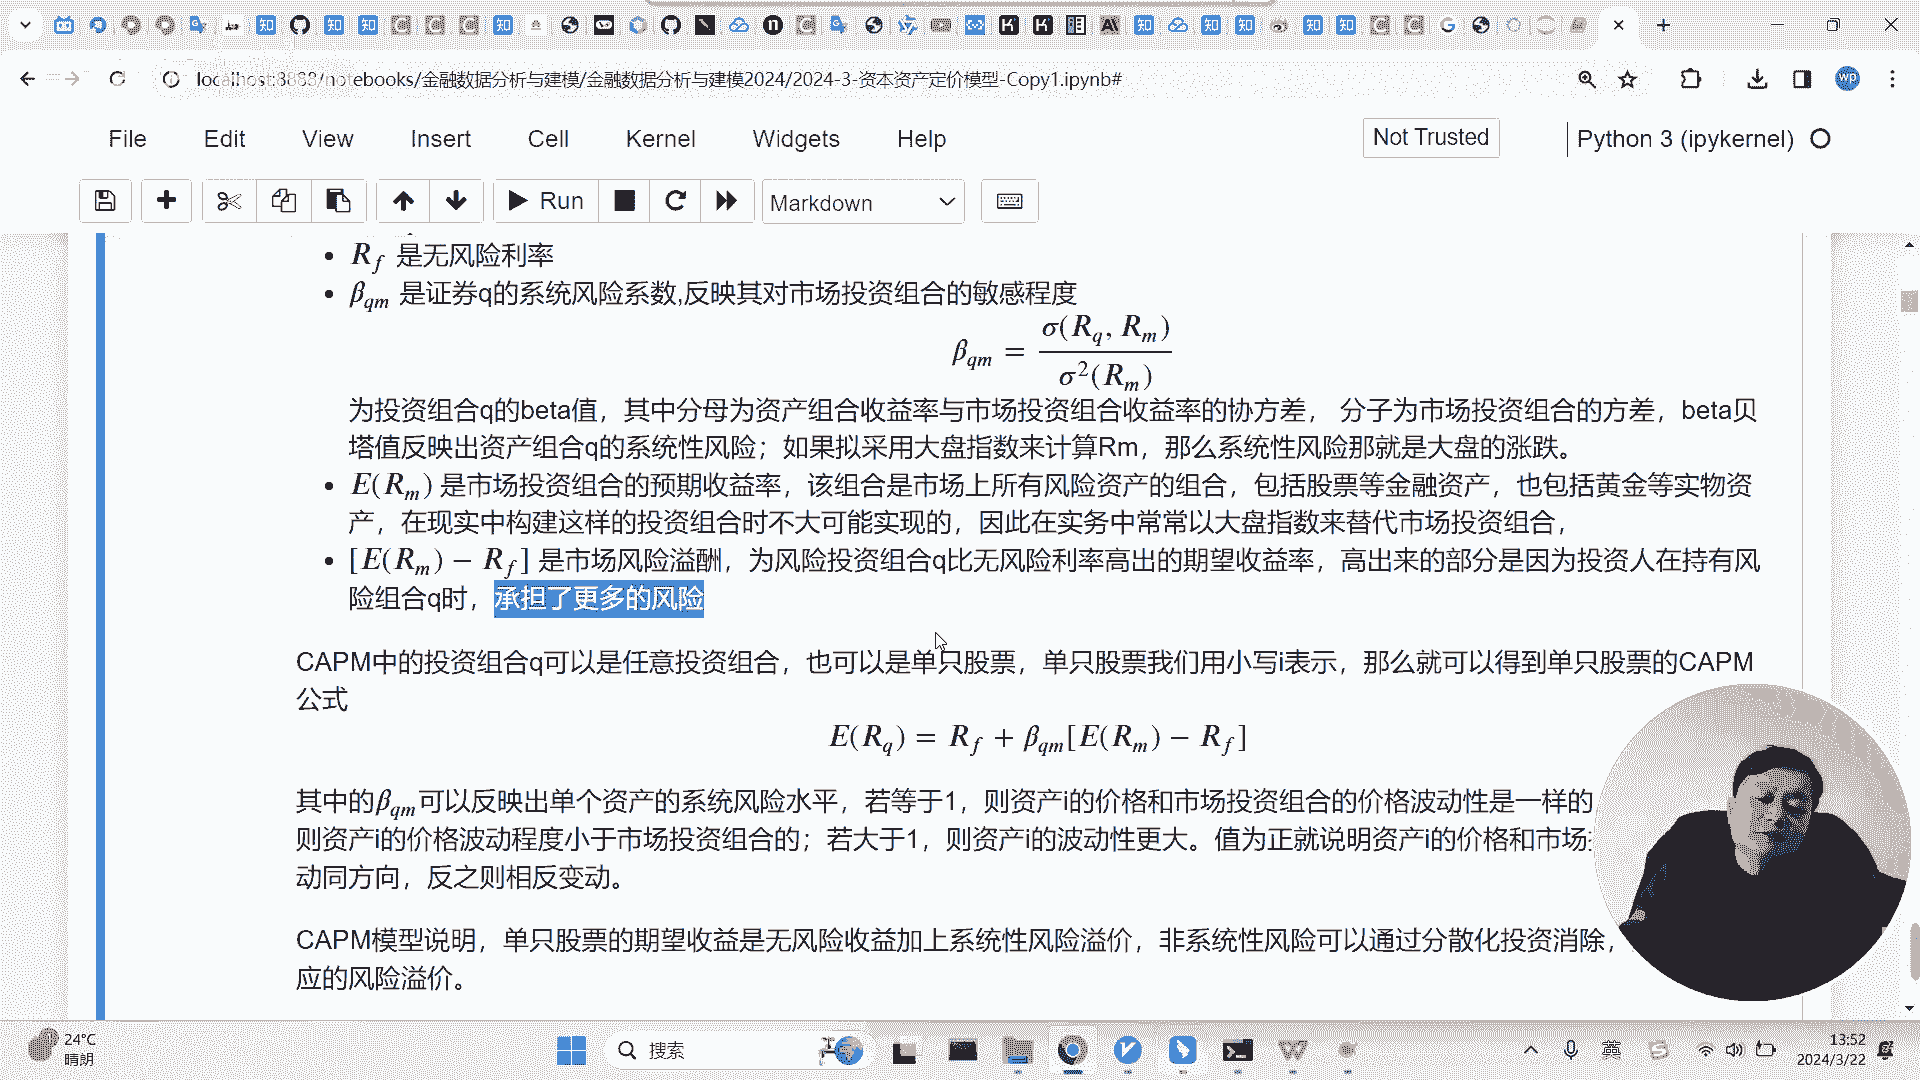 localhost:8888/notebooks/金融数据分析与建模/金融数据分析与建模2024/2024-3-资本资产定价模型-Copy1.ipynb#
wp
File Edit View Insert Cell Kernel Widgets Help
Not Trusted
Python 3 (ipykernel)
Run
Markdown
• R_f 是无风险利率
• β_qm 是证券q的系统风险系数,反映其对市场投资组合的敏感程度
β_qm = σ(R_q, R_m) / σ²(R_m)
为投资组合q的beta值，其中分母为资产组合收益率与市场投资组合收益率的协方差， 分子为市场投资组合的方差，beta贝
塔值反映出资产组合q的系统性风险；如果拟采用大盘指数来计算Rm，那么系统性风险那就是大盘的涨跌。
• E(R_m) 是市场投资组合的预期收益率，该组合是市场上所有风险资产的组合，包括股票等金融资产，也包括黄金等实物资
产，在现实中构建这样的投资组合时不大可能实现的，因此在实务中常常以大盘指数来替代市场投资组合，
• [E(R_m) − R_f] 是市场风险溢酬，为风险投资组合q比无风险利率高出的期望收益率，高出来的部分是因为投资人在持有风
险组合q时，承担了更多的风险
CAPM中的投资组合q可以是任意投资组合，也可以是单只股票，单只股票我们用小写i表示，那么就可以得到单只股票的CAPM
公式
E(R_q) = R_f + β_qm[E(R_m) − R_f]
其中的β_qm可以反映出单个资产的系统风险水平，若等于1，则资产i的价格和市场投资组合的价格波动性是一样的
则资产i的价格波动程度小于市场投资组合的；若大于1，则资产i的波动性更大。值为正就说明资产i的价格和市场
动同方向，反之则相反变动。
CAPM模型说明，单只股票的期望收益是无风险收益加上系统性风险溢价，非系统性风险可以通过分散化投资消除，
应的风险溢价。
24°C
晴朗
搜索
英
13:52
2024/3/22